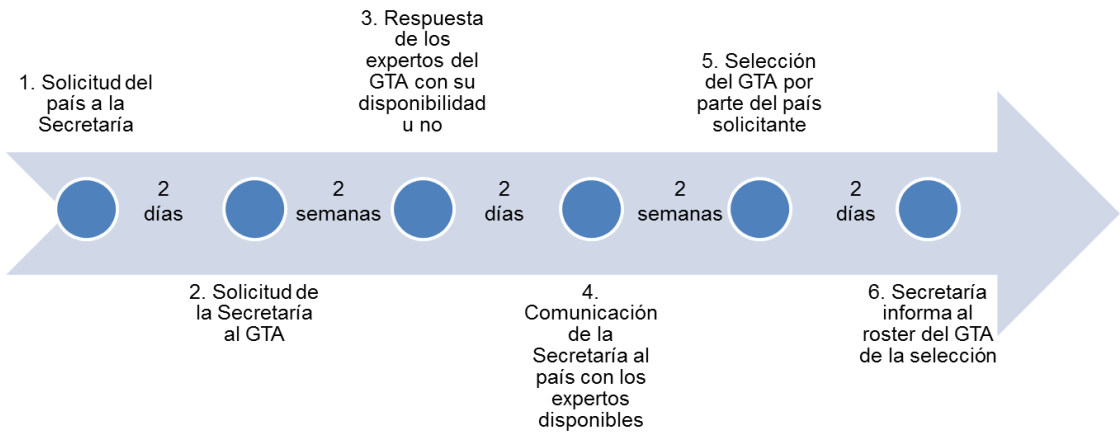 1. Solicitud del
país a la
Secretaría
2
días
2. Solicitud de
la Secretaría
al GTA
2
semanas
3. Respuesta
de los
expertos del
GTA con su
disponibilidad
u no
2
días
4.
Comunicación
de la
Secretaría al
país con los
expertos
disponibles
2
semanas
5. Selección
del GTA por
parte del país
solicitante
2
días
6. Secretaría
informa al
roster del GTA
de la selección